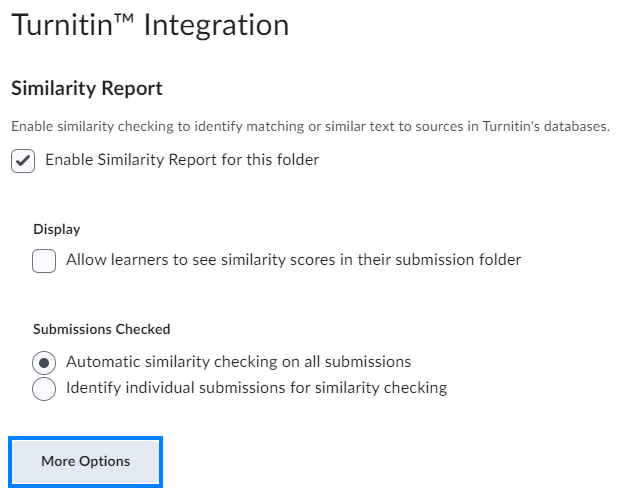 Turnitin™ Integration
Similarity Report
Enable similarity checking to identify matching or similar text to sources in Turnitin's databases.
Enable Similarity Report for this folder
Display
Allow learners to see similarity scores in their submission folder
Submissions Checked
Automatic similarity checking on all submissions
Identify individual submissions for similarity checking
More Options